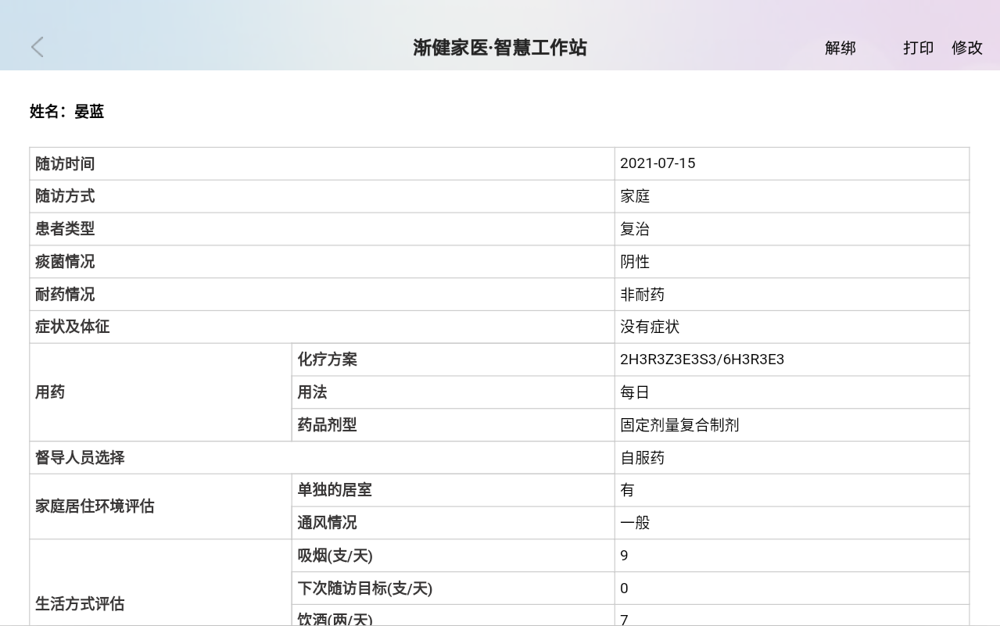 渐健家医·智慧工作站
解绑 打印 修改
姓名：晏蓝
随访时间 2021-07-15
随访方式 家庭
患者类型 复治
痰菌情况 阴性
耐药情况 非耐药
症状及体征 没有症状
用药
化疗方案 2H3R3Z3E3S3/6H3R3E3
用法 每日
药品剂型 固定剂量复合制剂
督导人员选择 自服药
家庭居住环境评估
单独的居室 有
通风情况 一般
生活方式评估
吸烟(支/天) 9
下次随访目标(支/天) 0
饮酒(两/天) 7